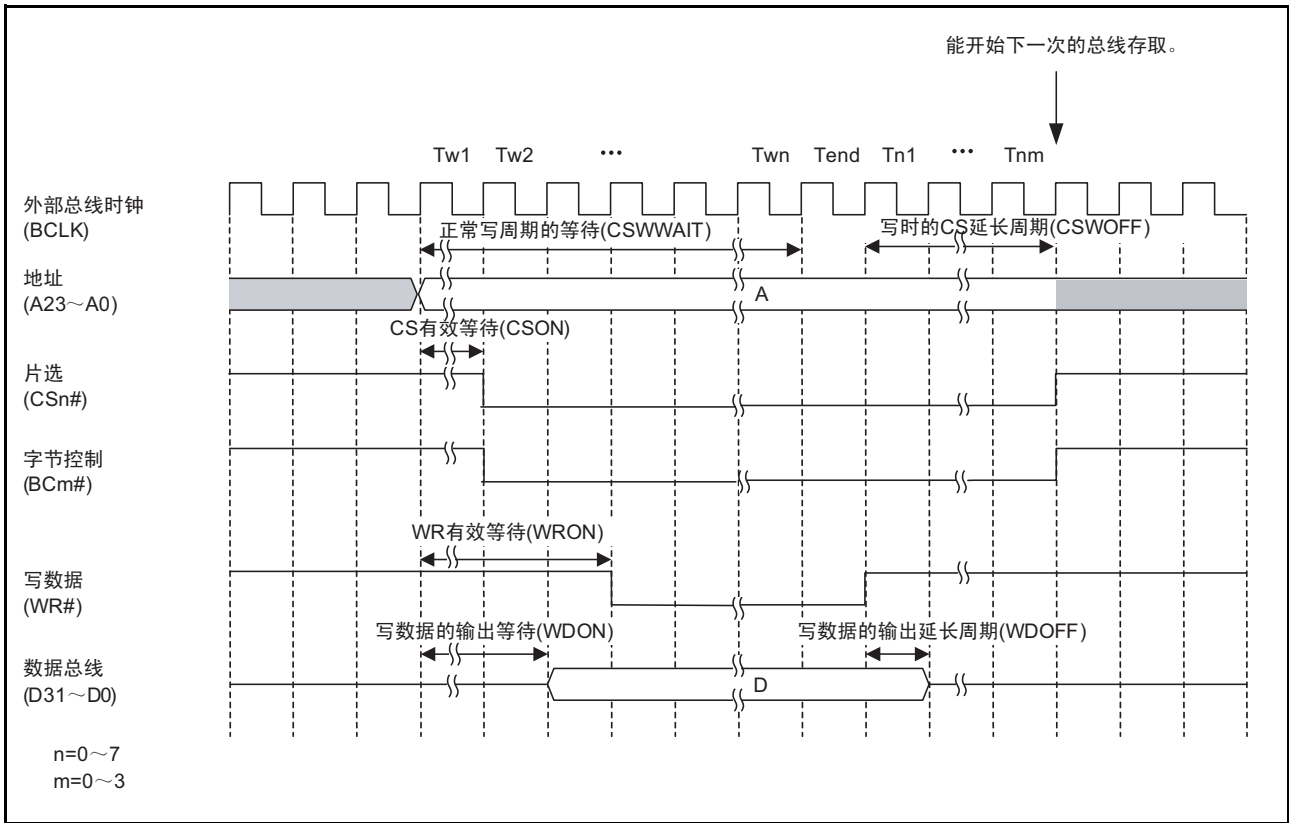 能开始下一次的总线存取。
Tw1 Tw2 ··· Twn Tend Tn1 ··· Tnm
外部总线时钟
(BCLK)
正常写周期的等待(CSWWAIT)
写时的CS延长周期(CSWOFF)
地址
(A23～A0)
A
CS有效等待(CSON)
片选
(CSn#)
字节控制
(BCm#)
WR有效等待(WRON)
写数据
(WR#)
写数据的输出等待(WDON)
写数据的输出延长周期(WDOFF)
数据总线
(D31～D0)
D
n=0～7
m=0～3